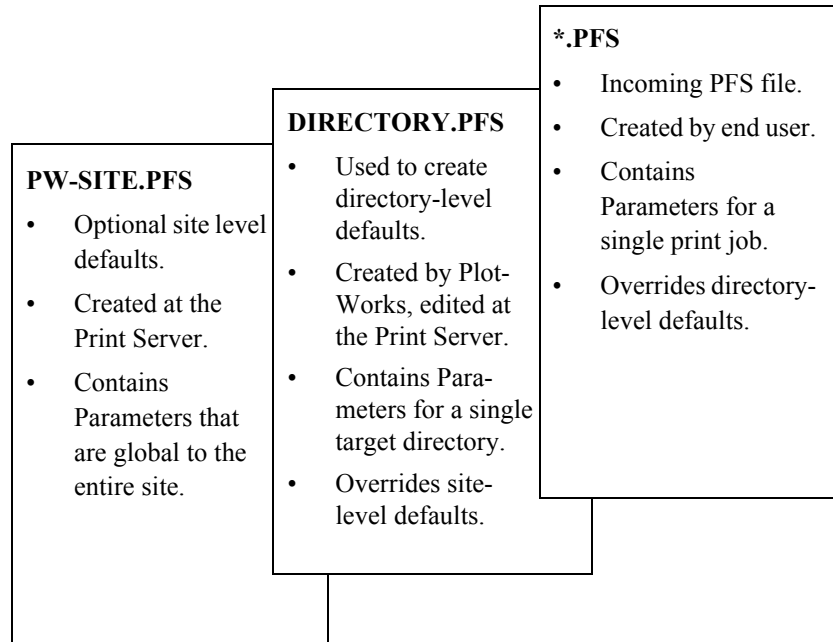 PW-SITE.PFS
• Optional site level
defaults.
• Created at the
Print Server.
• Contains
Parameters that
are global to the
entire site.
DIRECTORY.PFS
• Used to create
directory-level
defaults.
• Created by Plot-
Works, edited at
the Print Server.
• Contains Para-
meters for a single
target directory.
• Overrides site-
level defaults.
*.PFS
• Incoming PFS file.
• Created by end user.
• Contains
Parameters for a
single print job.
• Overrides directory-
level defaults.